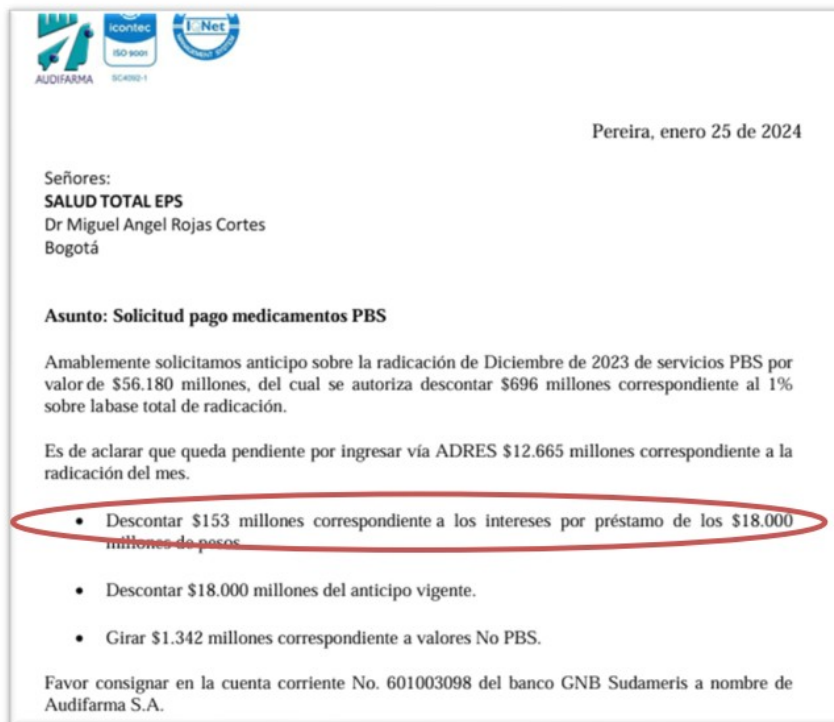 icontec
ISO 9001
IQNet
MANAGEMENT SYSTEM
AUDIFARMA
SC4092-1
Pereira, enero 25 de 2024
Señores:
SALUD TOTAL EPS
Dr Miguel Angel Rojas Cortes
Bogotá
Asunto: Solicitud pago medicamentos PBS
Amablemente solicitamos anticipo sobre la radicación de Diciembre de 2023 de servicios PBS por
valor de $56.180 millones, del cual se autoriza descontar $696 millones correspondiente al 1%
sobre labase total de radicación.
Es de aclarar que queda pendiente por ingresar vía ADRES $12.665 millones correspondiente a la
radicación del mes.
• Descontar $153 millones correspondiente a los intereses por préstamo de los $18.000
millones de pesos
• Descontar $18.000 millones del anticipo vigente.
• Girar $1.342 millones correspondiente a valores No PBS.
Favor consignar en la cuenta corriente No. 601003098 del banco GNB Sudameris a nombre de
Audifarma S.A.